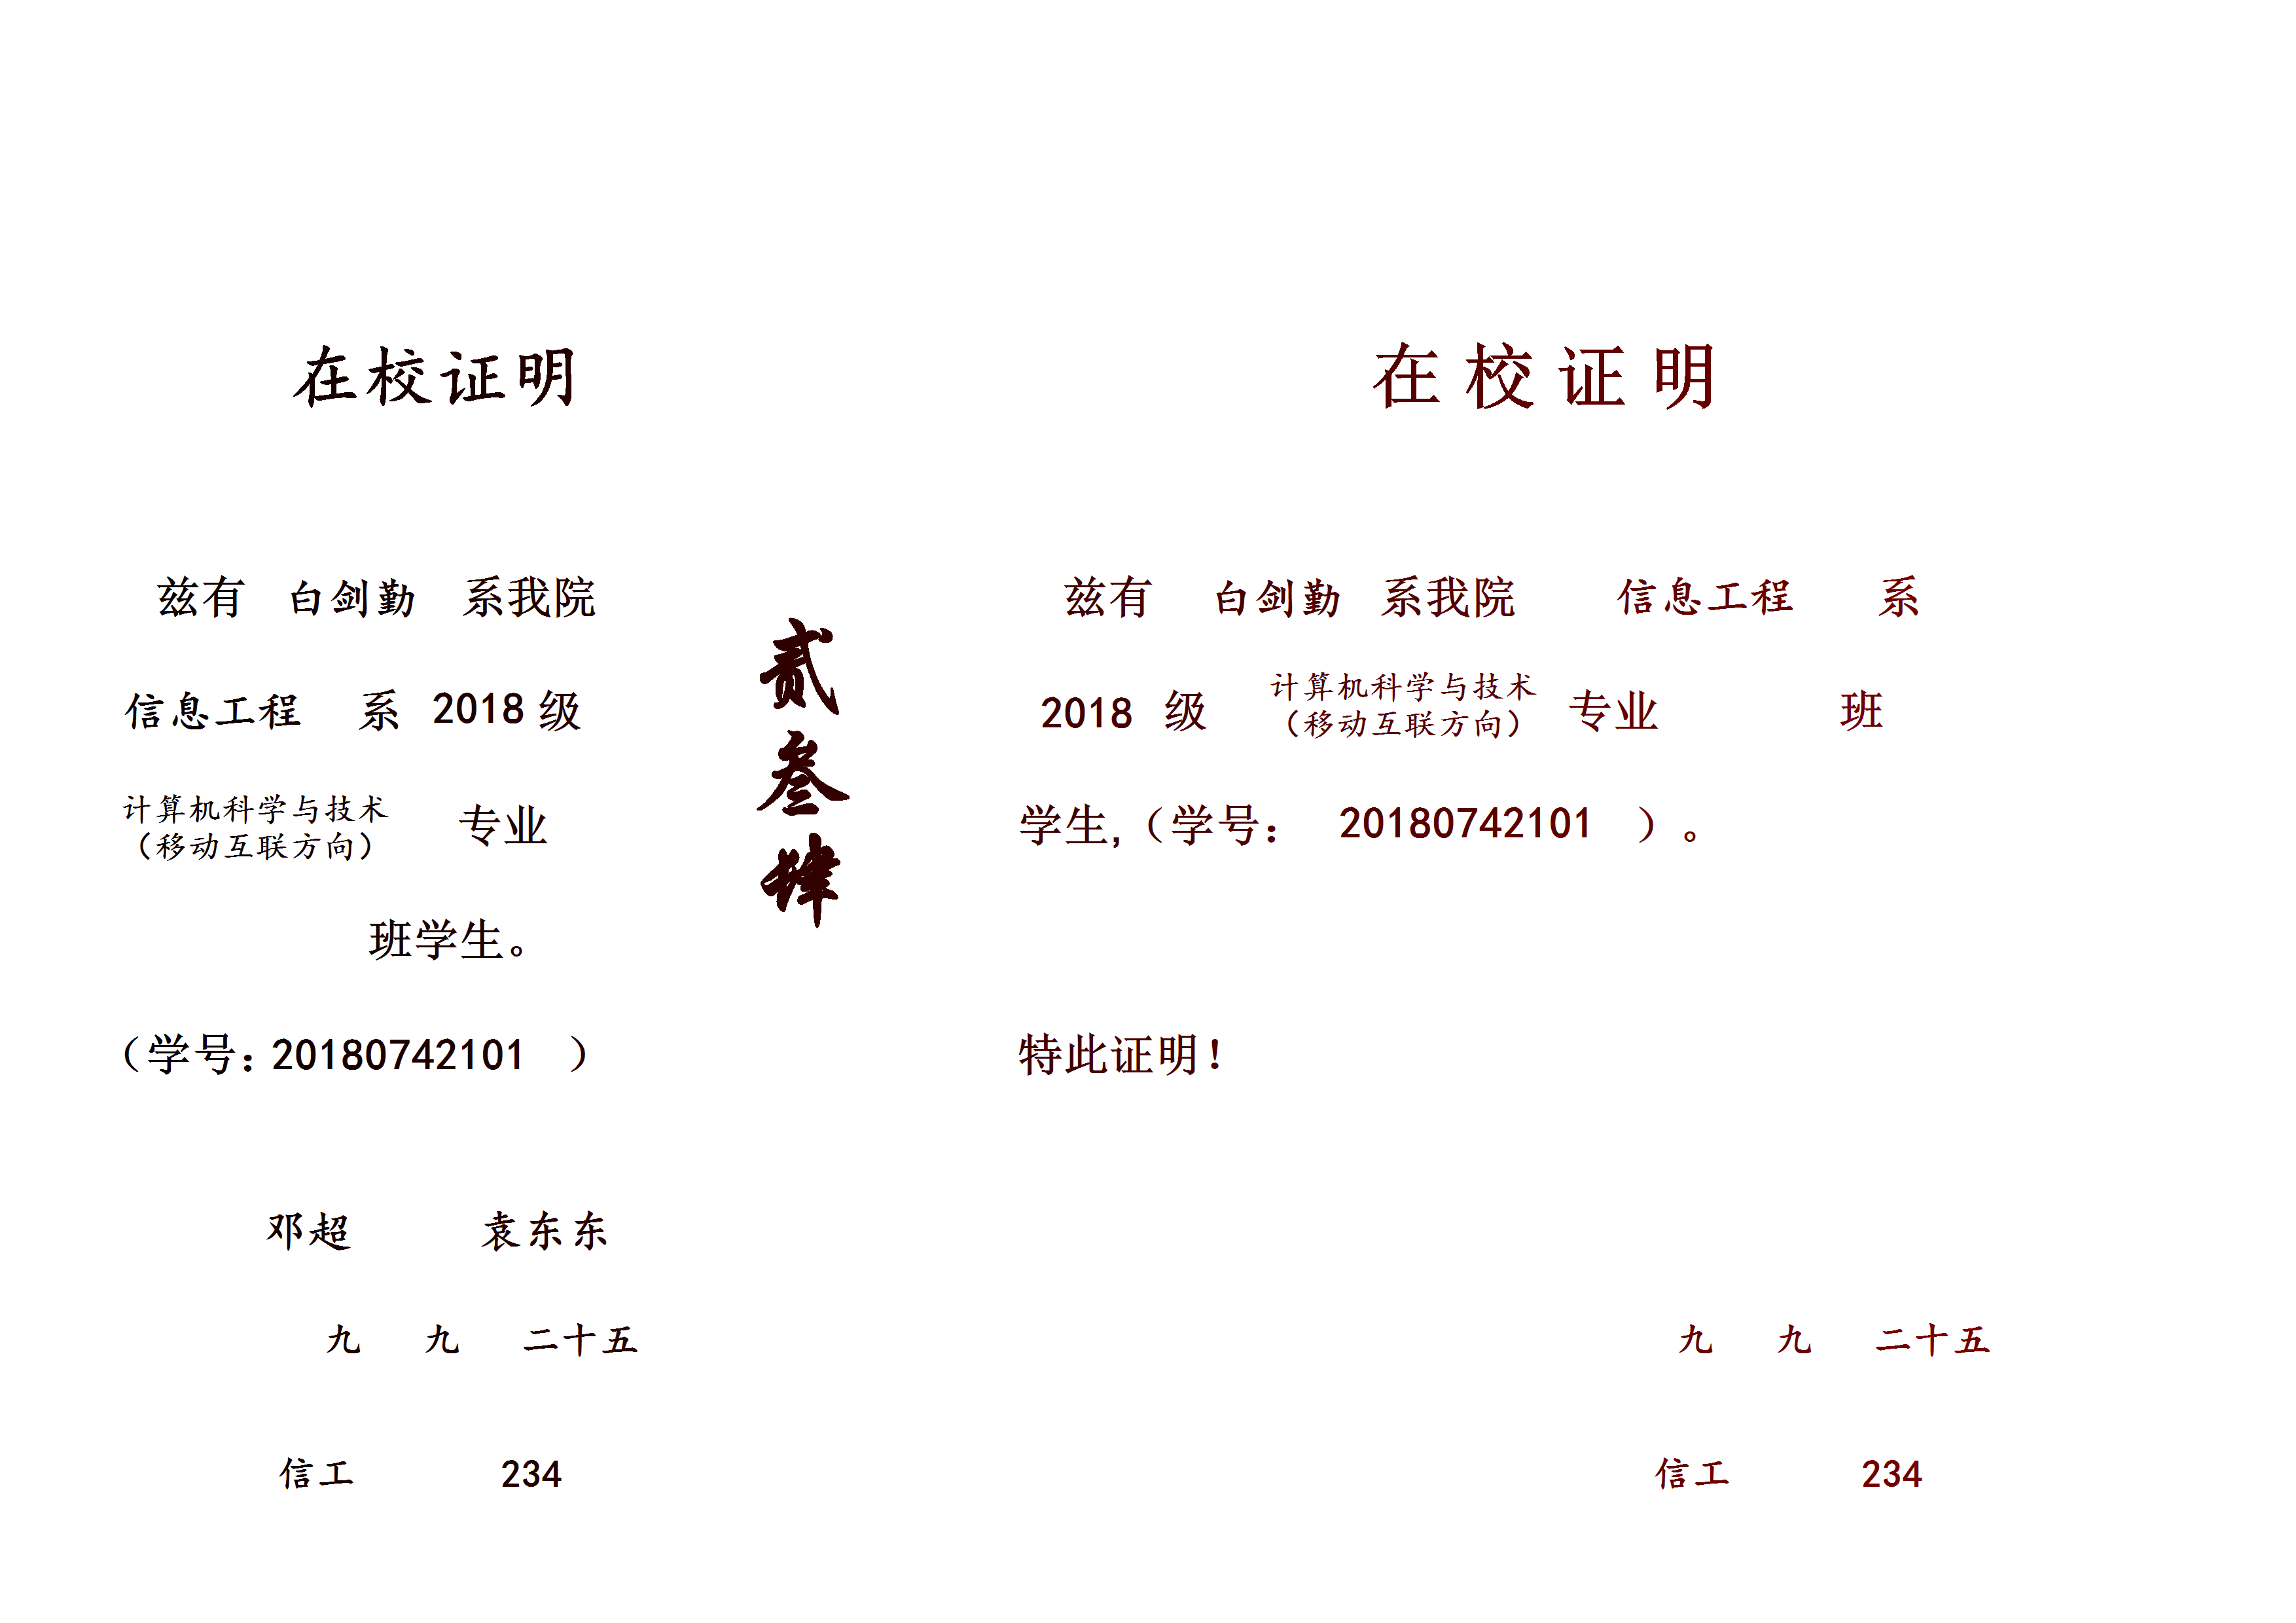 在校证明
兹有 白剑勤 系我院
信息工程 系 2018 级
计算机科学与技术
（移动互联方向） 专业
班学生。
（学号：20180742101 ）
邓超 袁东东
九 九 二十五
信工 234
贰叁肆
在校证明
兹有 白剑勤 系我院 信息工程 系
2018 级 计算机科学与技术
（移动互联方向） 专业 班
学生,（学号： 20180742101 ）。
特此证明！
九 九 二十五
信工 234